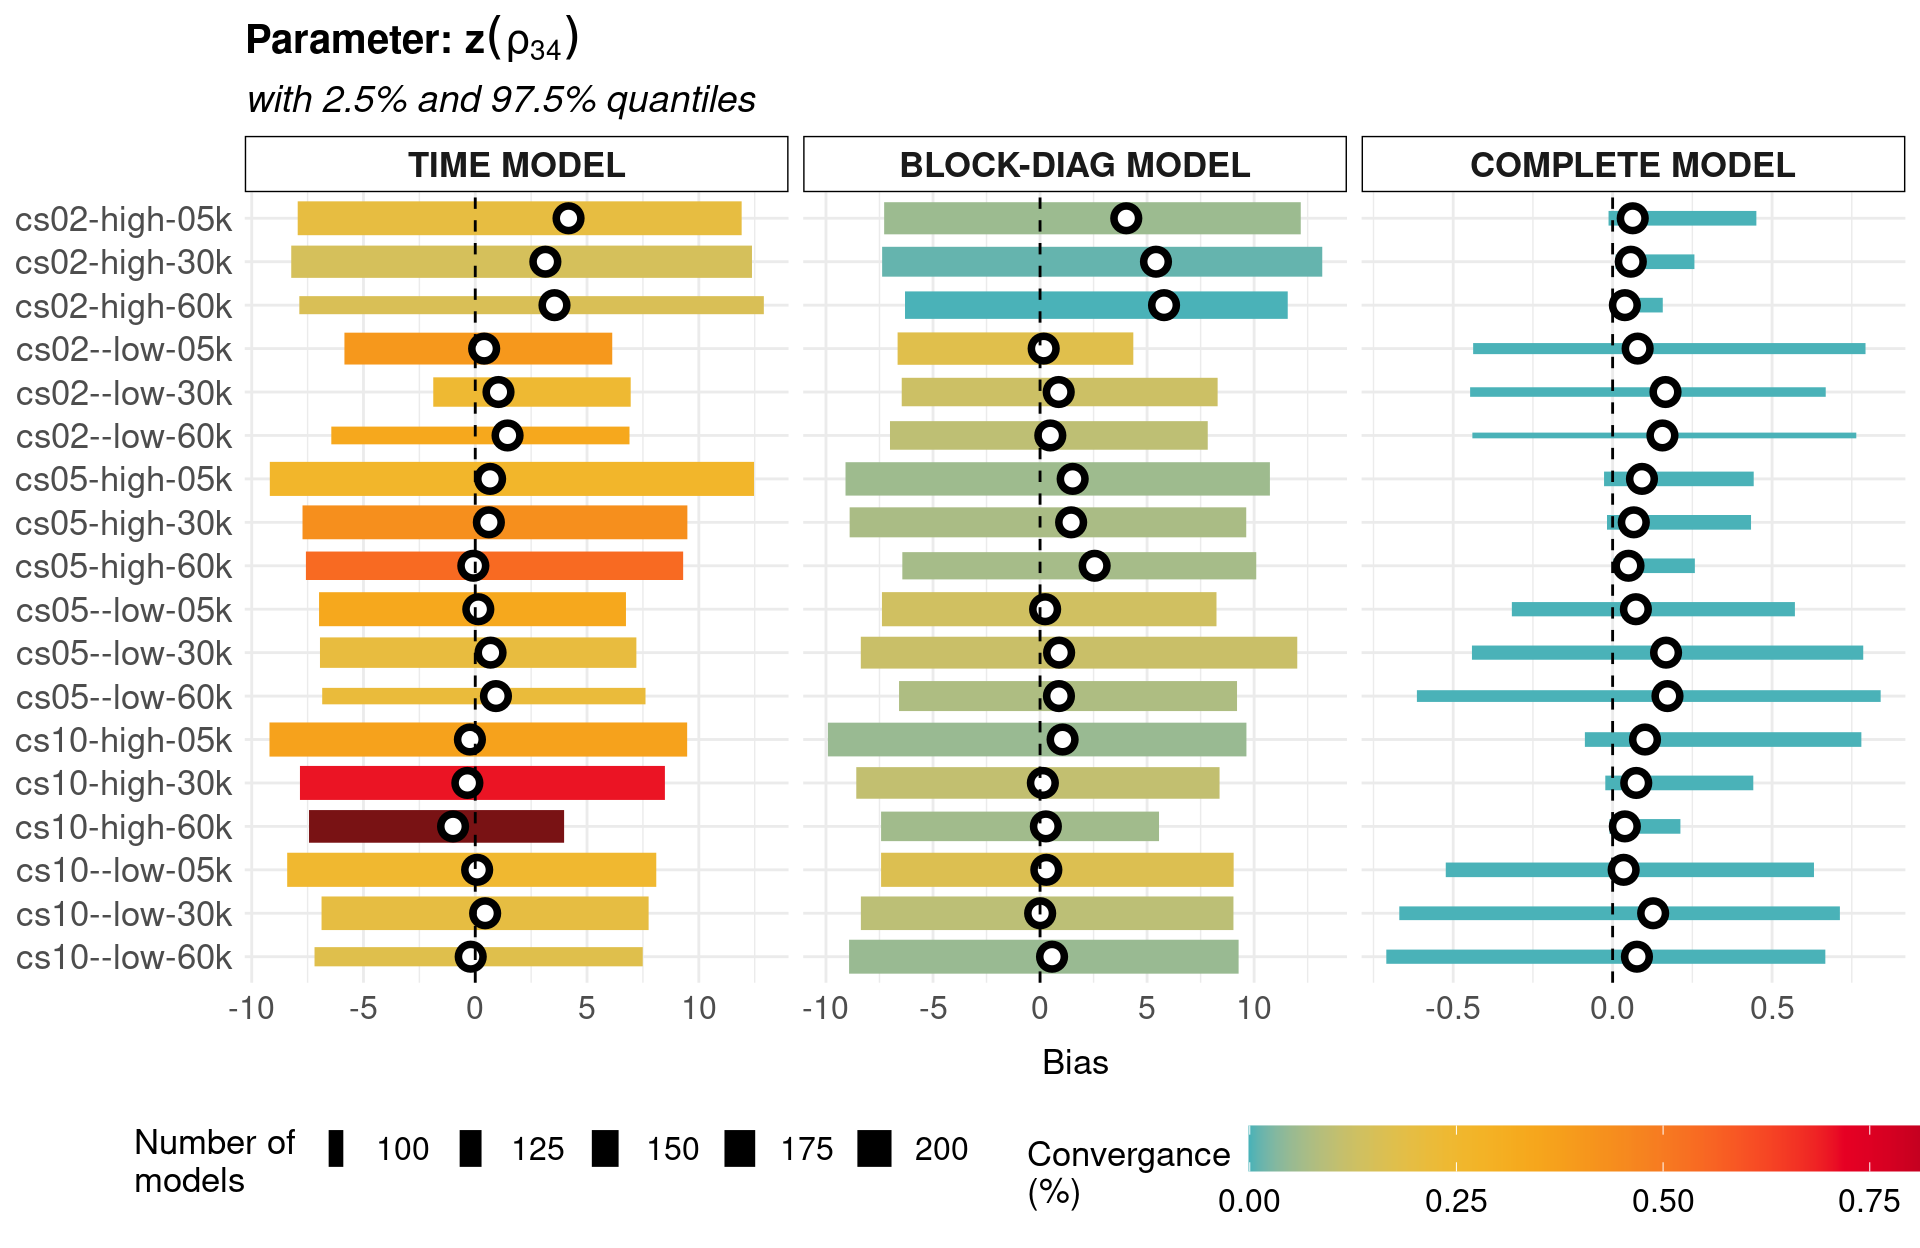 Parameter: z(ρ34)
with 2.5% and 97.5% quantiles
TIME MODEL
BLOCK-DIAG MODEL
COMPLETE MODEL
cs02-high-05k
cs02-high-30k
cs02-high-60k
cs02--low-05k
cs02--low-30k
cs02--low-60k
cs05-high-05k
cs05-high-30k
cs05-high-60k
cs05--low-05k
cs05--low-30k
cs05--low-60k
cs10-high-05k
cs10-high-30k
cs10-high-60k
cs10--low-05k
cs10--low-30k
cs10--low-60k
-10 -5 0 5 10
-10 -5 0 5 10
-0.5 0.0 0.5
Bias
Number of
models
100 125 150 175 200
Convergance
(%)
0.00 0.25 0.50 0.75